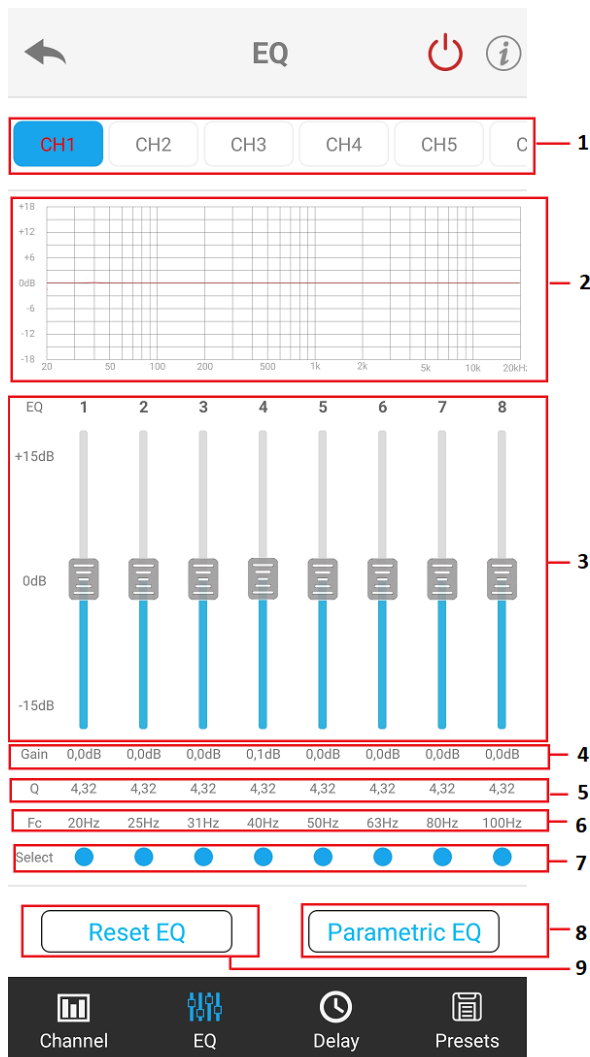 EQ
CH1 CH2 CH3 CH4 CH5 C
1
+18
+12
+6
0dB
-6
-12
-18
20 50 100 200 500 1k 2k 5k 10k 20kHz
2
EQ 1 2 3 4 5 6 7 8
+15dB
0dB
-15dB
3
Gain 0,0dB 0,0dB 0,0dB 0,1dB 0,0dB 0,0dB 0,0dB 0,0dB
4
Q 4,32 4,32 4,32 4,32 4,32 4,32 4,32 4,32
5
Fc 20Hz 25Hz 31Hz 40Hz 50Hz 63Hz 80Hz 100Hz
6
Select
7
Reset EQ Parametric EQ
8
9
Channel EQ Delay Presets